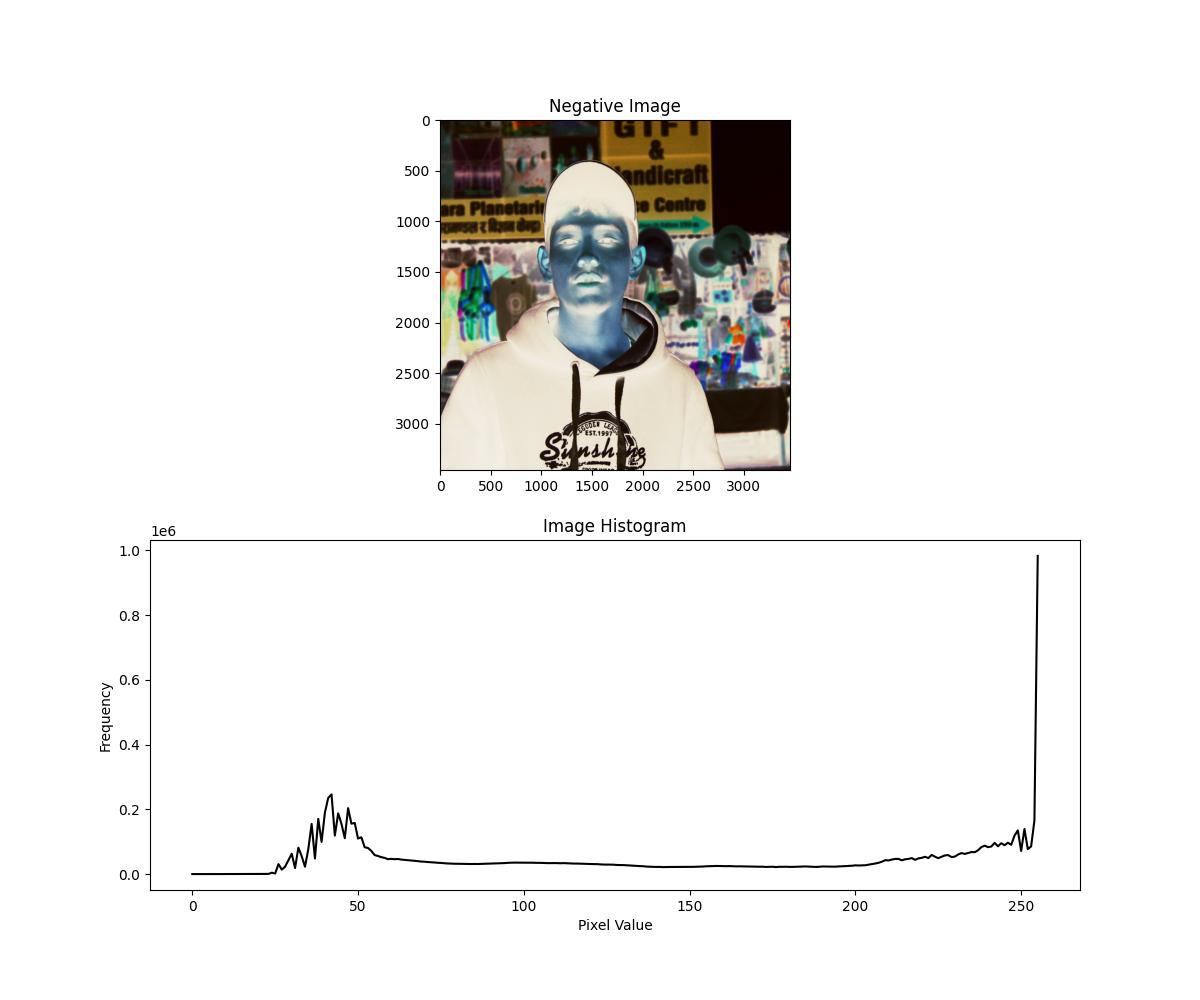 Negative Image
0
500
1000
1500
2000
2500
3000
GIFT
&
andicraft
ara Planetari
ce Centre
EST.1997
Sunshine
0 500 1000 1500 2000 2500 3000
Image Histogram
1e6
1.0
0.8
0.6
0.4
0.2
0.0
Frequency
0 50 100 150 200 250
Pixel Value